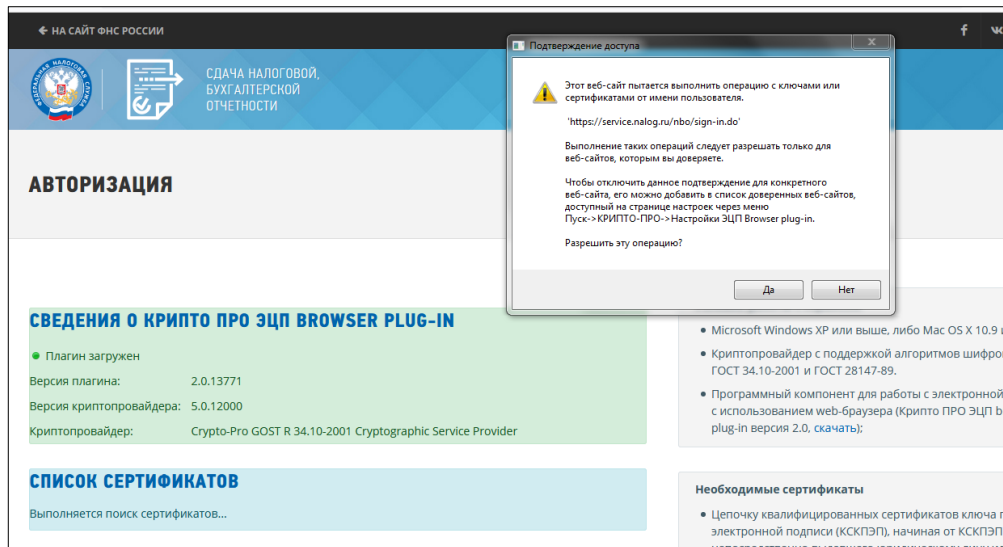 НА САЙТ ФНС РОССИИ
ФЕДЕРАЛЬНАЯ НАЛОГОВАЯ СЛУЖБА
СДАЧА НАЛОГОВОЙ,
БУХГАЛТЕРСКОЙ
ОТЧЕТНОСТИ
Подтверждение доступа
Этот веб-сайт пытается выполнить операцию с ключами или
сертификатами от имени пользователя.
'https://service.nalog.ru/nbo/sign-in.do'
Выполнение таких операций следует разрешать только для
веб-сайтов, которым вы доверяете.
Чтобы отключить данное подтверждение для конкретного
веб-сайта, его можно добавить в список доверенных веб-сайтов,
доступный на странице настроек через меню
Пуск->КРИПТО-ПРО->Настройки ЭЦП Browser plug-in.
Разрешить эту операцию?
Да
Нет
АВТОРИЗАЦИЯ
СВЕДЕНИЯ О КРИПТО ПРО ЭЦП BROWSER PLUG-IN
Плагин загружен
Версия плагина: 2.0.13771
Версия криптопровайдера: 5.0.12000
Криптопровайдер: Crypto-Pro GOST R 34.10-2001 Cryptographic Service Provider
СПИСОК СЕРТИФИКАТОВ
Выполняется поиск сертификатов...
Microsoft Windows XP или выше, либо Mac OS X 10.9
Криптопровайдер с поддержкой алгоритмов шифро
ГОСТ 34.10-2001 и ГОСТ 28147-89.
Программный компонент для работы с электронной
с использованием web-браузера (Крипто ПРО ЭЦП b
plug-in версия 2.0, скачать);
Необходимые сертификаты
Цепочку квалифицированных сертификатов ключа п
электронной подписи (КСКПЭП), начиная от КСКПЭП